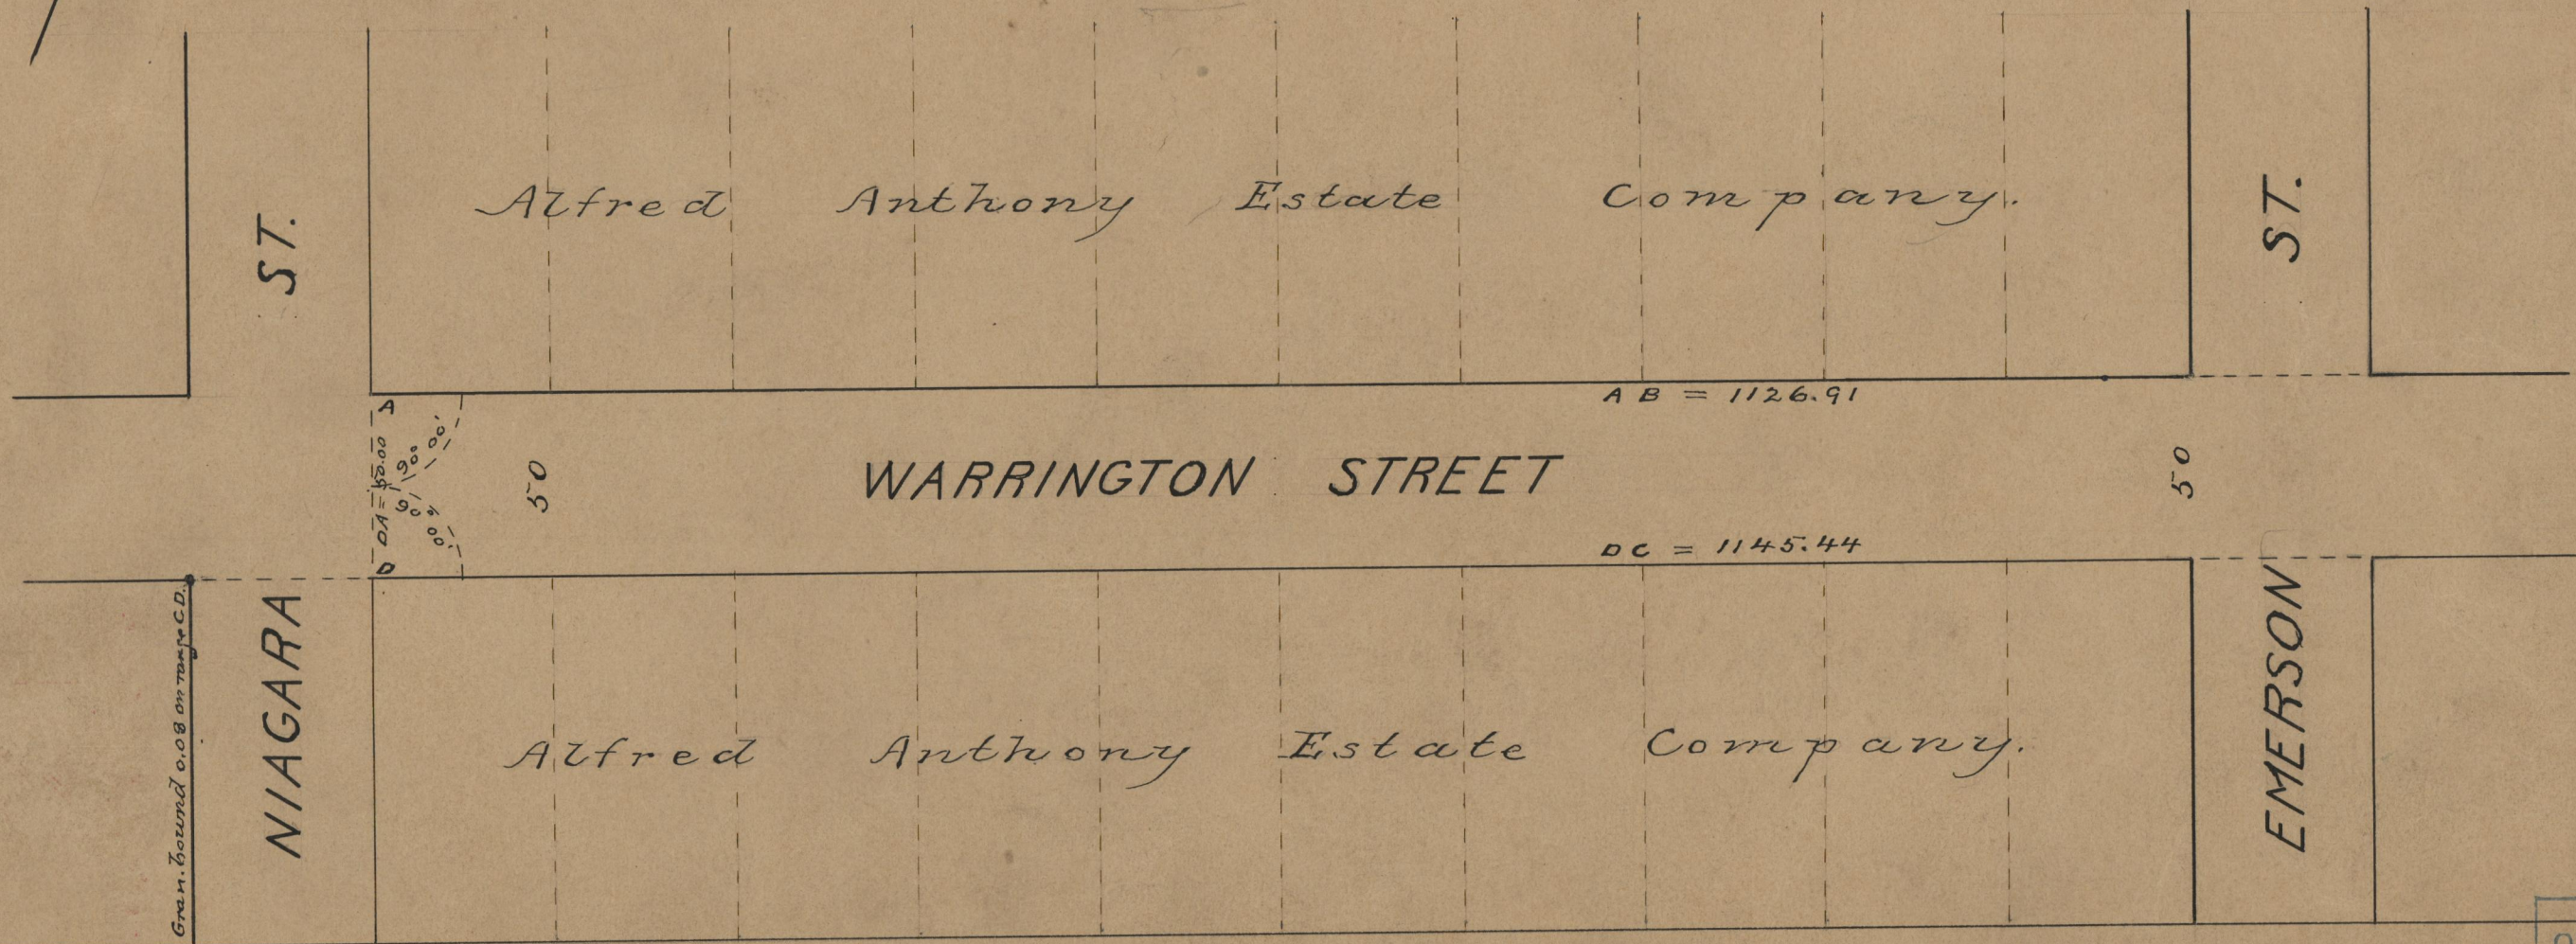 ST.
Alfred Anthony Estate Company.
ST.
A
AB = 1126.91
DA = 50.00
90° 00'
90° 00'
50
WARRINGTON STREET
50
DC = 1145.44
D
Gran. bound 0.08 on range C.D.
NIAGARA
Alfred Anthony Estate Company.
EMERSON